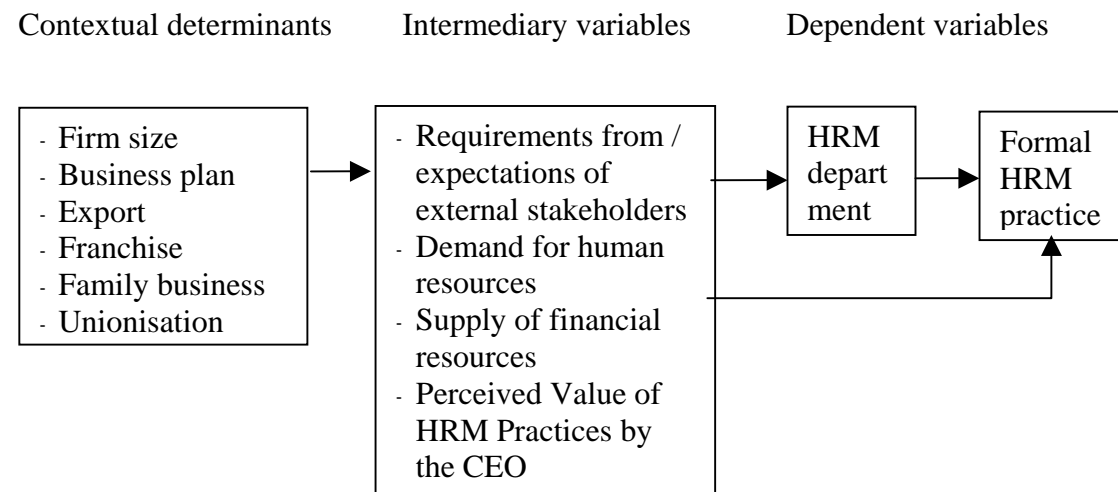 Contextual determinants Intermediary variables Dependent variables
- Firm size
- Business plan
- Export
- Franchise
- Family business
- Unionisation
- Requirements from /
expectations of
external stakeholders
- Demand for human
resources
- Supply of financial
resources
- Perceived Value of
HRM Practices by
the CEO
HRM
depart
ment
Formal
HRM
practice